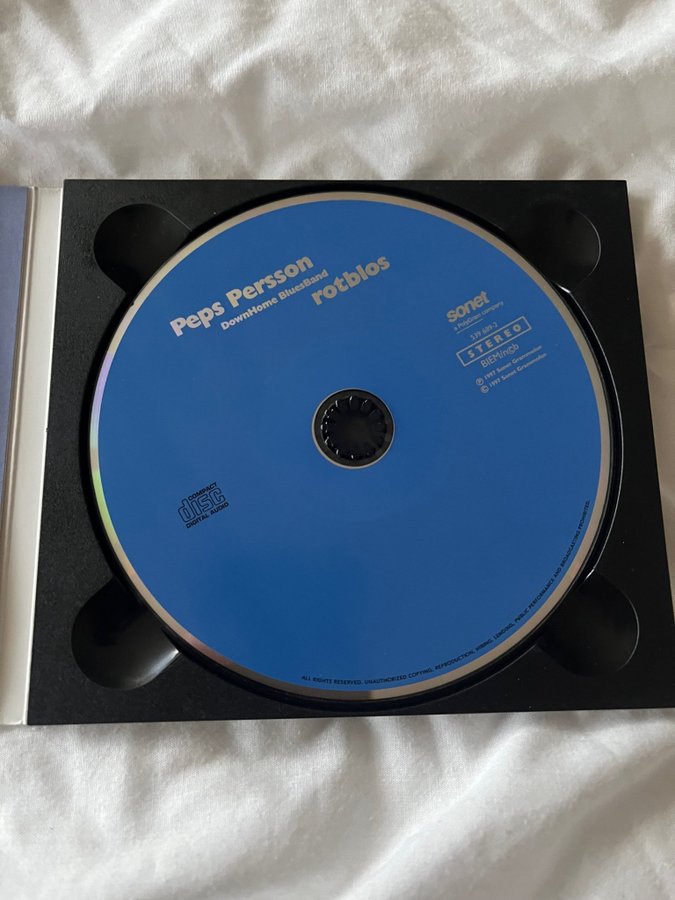 Peps Persson
DownHome BluesBand
rotblos
sonet
a PolyGram company
539 689-2
STEREO
BIEM/n©b
℗ 1997 Sonet Grammofon
© 1997 Sonet Grammofon
COMPACT
disc
DIGITAL AUDIO
ALL RIGHTS RESERVED. UNAUTHORIZED COPYING, REPRODUCTION, HIRING, LENDING, PUBLIC PERFORMANCE AND BROADCASTING PROHIBITED.